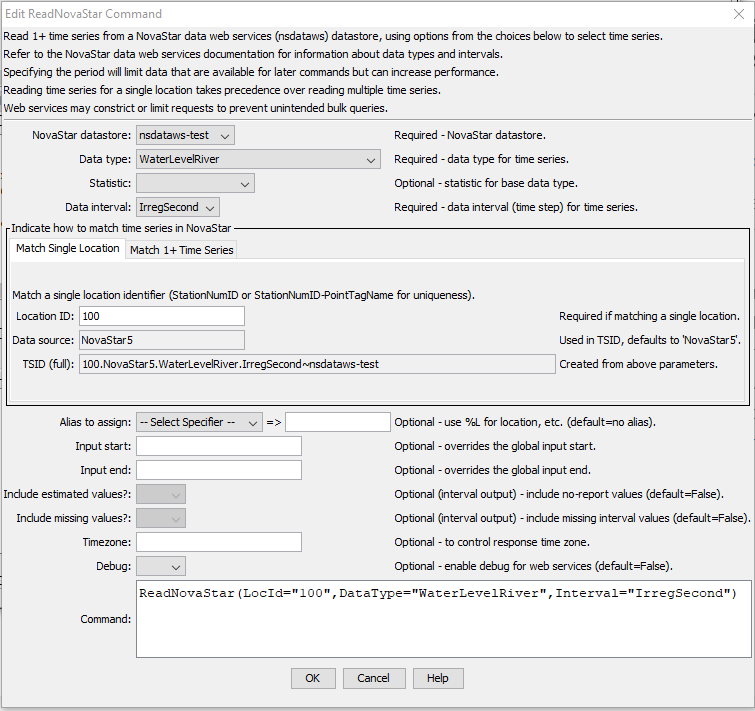 Edit ReadNovaStar Command
Read 1+ time series from a NovaStar data web services (nsdataws) datastore, using options from the choices below to select time series.
Refer to the NovaStar data web services documentation for information about data types and intervals.
Specifying the period will limit data that are available for later commands but can increase performance.
Reading time series for a single location takes precedence over reading multiple time series.
Web services may constrict or limit requests to prevent unintended bulk queries.
NovaStar datastore: nsdataws-test Required - NovaStar datastore.
Data type: WaterLevelRiver Required - data type for time series.
Statistic: Optional - statistic for base data type.
Data interval: IrregSecond Required - data interval (time step) for time series.
Indicate how to match time series in NovaStar
Match Single Location Match 1+ Time Series
Match a single location identifier (StationNumID or StationNumID-PointTagName for uniqueness).
Location ID: 100 Required if matching a single location.
Data source: NovaStar5 Used in TSID, defaults to 'NovaStar5'.
TSID (full): 100.NovaStar5.WaterLevelRiver.IrregSecond~nsdataws-test Created from above parameters.
Alias to assign: -- Select Specifier -- => Optional - use %L for location, etc. (default=no alias).
Input start: Optional - overrides the global input start.
Input end: Optional - overrides the global input end.
Include estimated values?: Optional (interval output) - include no-report values (default=False).
Include missing values?: Optional (interval output) - include missing interval values (default=False).
Timezone: Optional - to control response time zone.
Debug: Optional - enable debug for web services (default=False).
Command: ReadNovaStar(LocId="100",DataType="WaterLevelRiver",Interval="IrregSecond")
OK Cancel Help